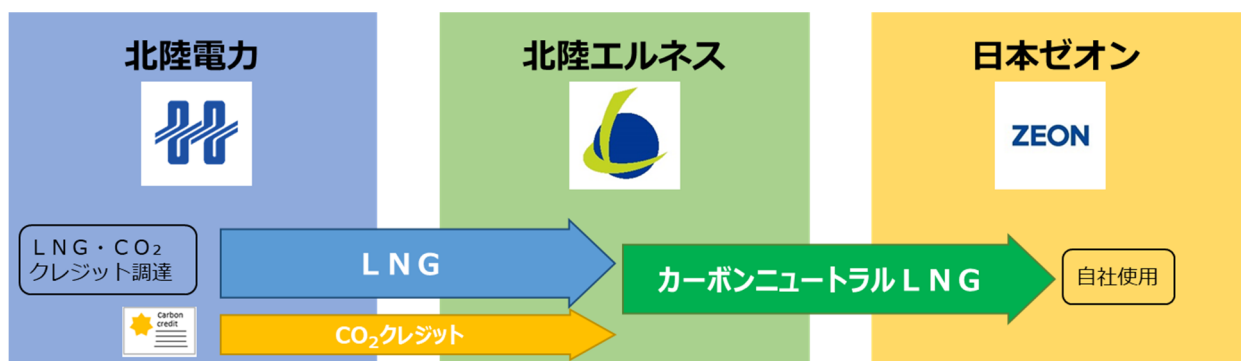 北陸電力
北陸エルネス
日本ゼオン
ZEON
ＬＮＧ・ＣＯ₂
クレジット調達
ＬＮＧ
カーボンニュートラルＬＮＧ
自社使用
Carbon
credit
CO₂クレジット